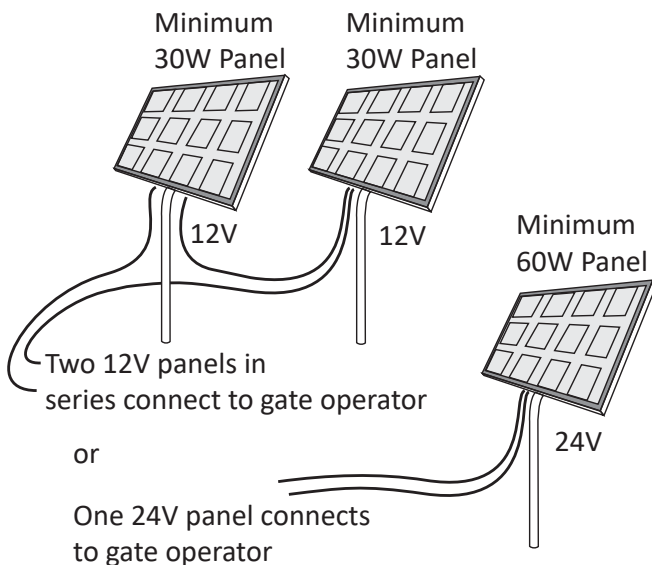 Minimum
30W Panel
Minimum
30W Panel
12V
12V
Minimum
60W Panel
Two 12V panels in
series connect to gate operator
24V
or
One 24V panel connects
to gate operator